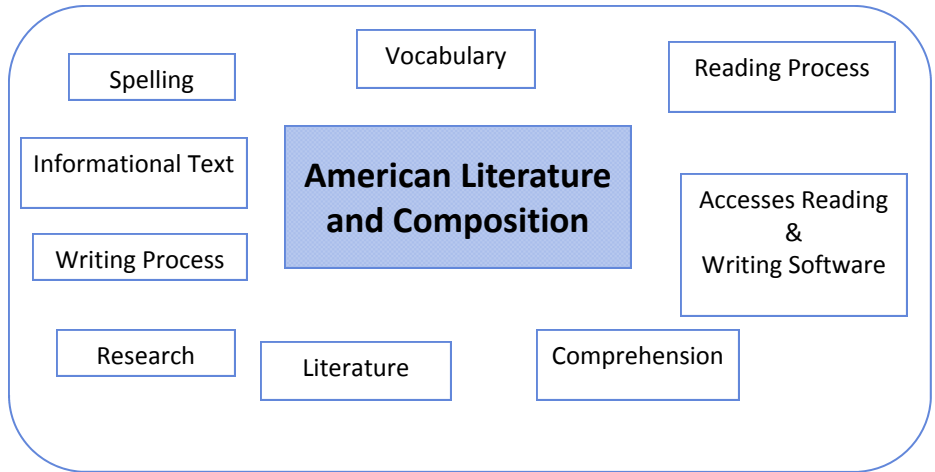 Vocabulary
Reading Process
Spelling
Informational Text
American Literature
and Composition
Accesses Reading
&
Writing Software
Writing Process
Research
Literature
Comprehension